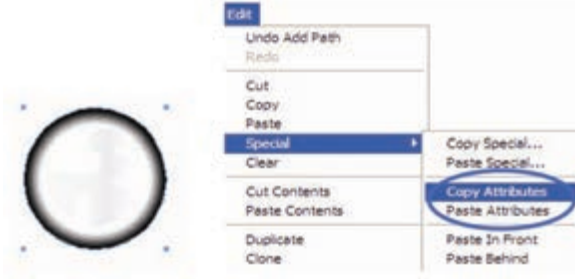 Edit
Undo Add Path
Redo
Cut
Copy
Paste
Special
Clear
Cut Contents
Paste Contents
Duplicate
Clone
Copy Special...
Paste Special...
Copy Attributes
Paste Attributes
Paste In Front
Paste Behind